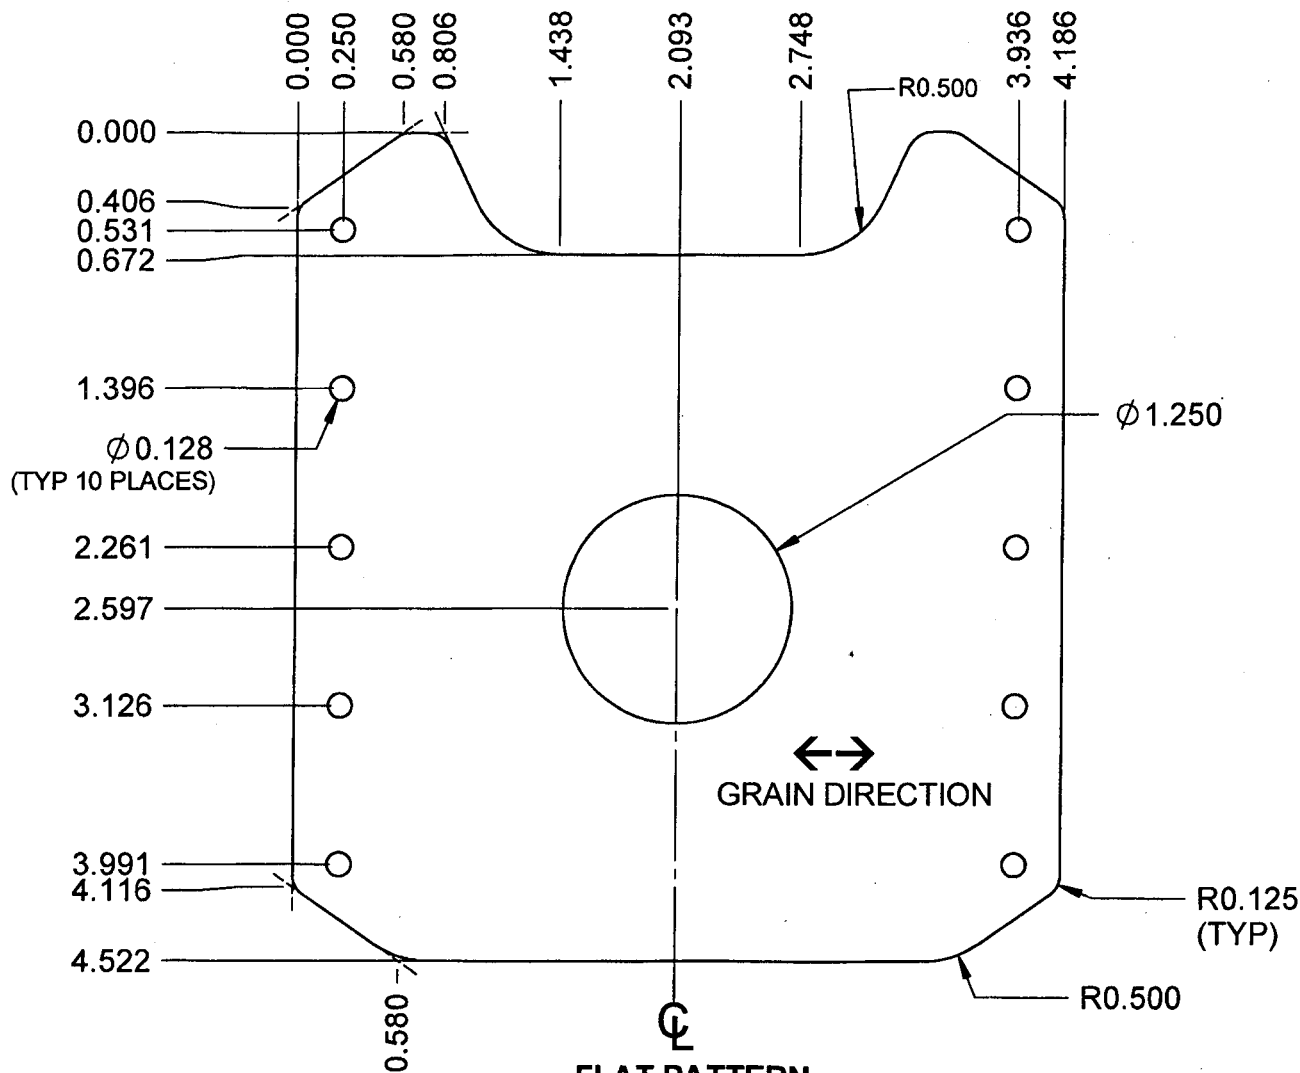 0.000
0.250
0.580
0.806
1.438
2.093
2.748
3.936
4.186
R0.500
0.000
0.406
0.531
0.672
1.396
Ø0.128
(TYP 10 PLACES)
Ø1.250
2.261
2.597
3.126
GRAIN DIRECTION
3.991
4.116
R0.125
(TYP)
4.522
R0.500
0.580
CL
FLAT PATTERN